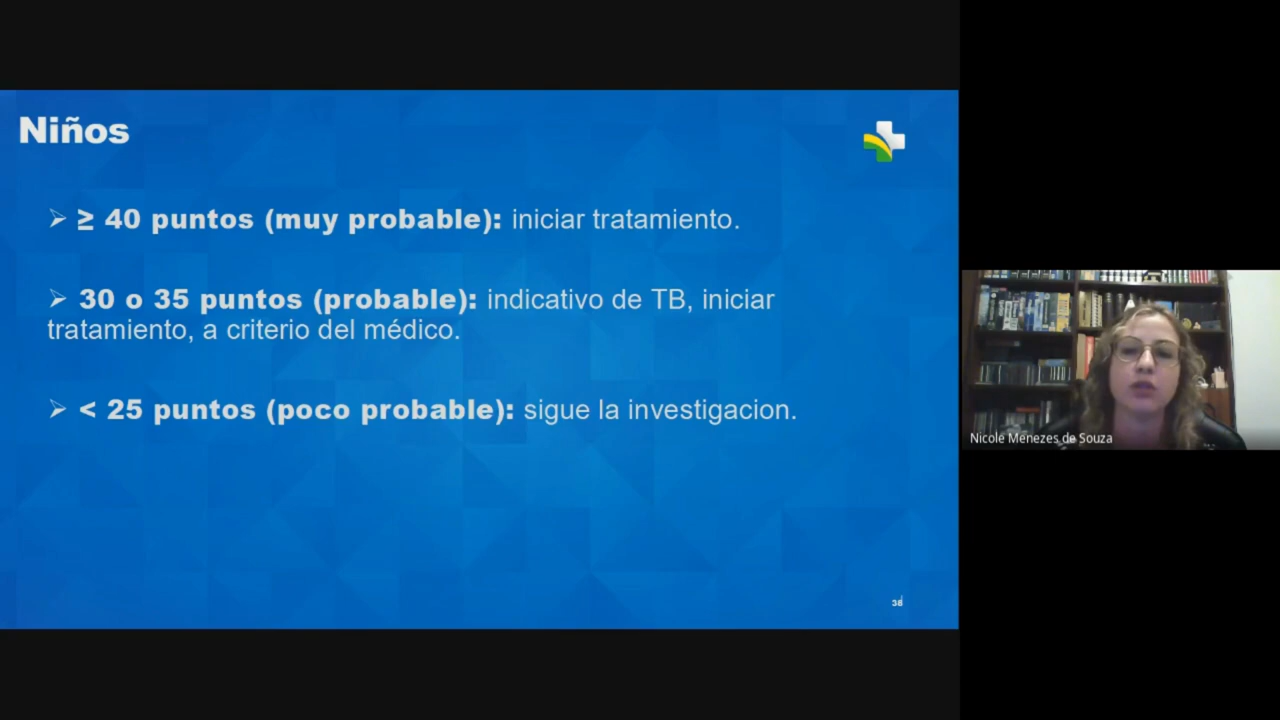 Niños
➢ ≥ 40 puntos (muy probable): iniciar tratamiento.
➢ 30 o 35 puntos (probable): indicativo de TB, iniciar
tratamiento, a criterio del médico.
➢ < 25 puntos (poco probable): sigue la investigacion.
38
Nicole Menezes de Souza